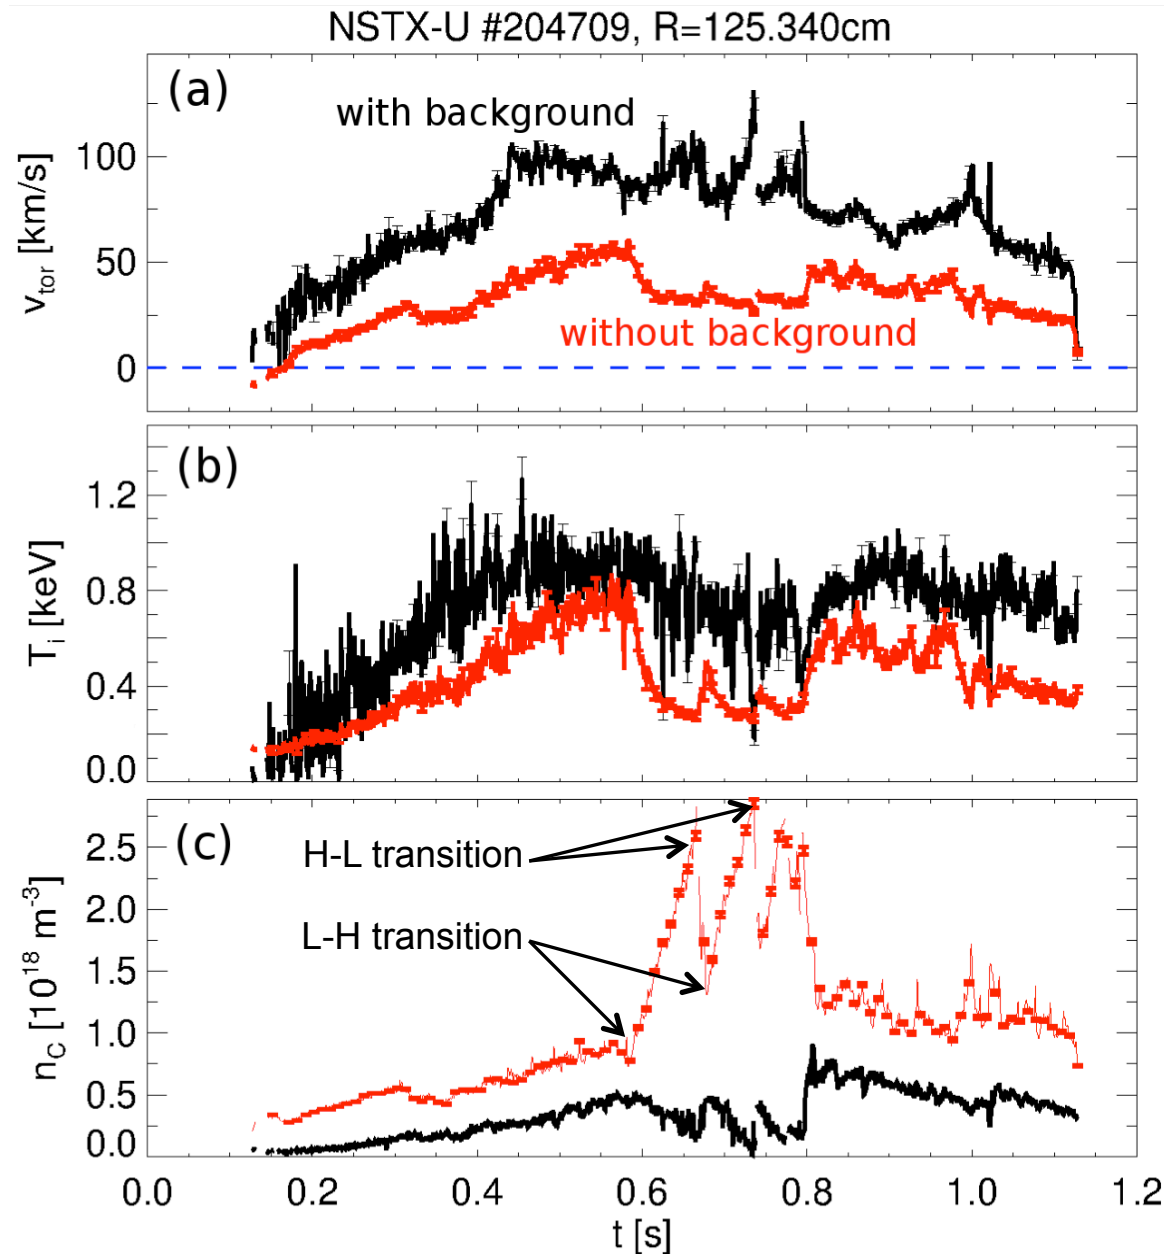 NSTX-U #204709, R=125.340cm
(a)
with background
without background
v_tor [km/s]
100
50
0
(b)
T_i [keV]
1.2
0.8
0.4
0.0
(c)
H-L transition
L-H transition
n_C [10^18 m^-3]
2.5
2.0
1.5
1.0
0.5
0.0
0.0 0.2 0.4 0.6 0.8 1.0 1.2
t [s]